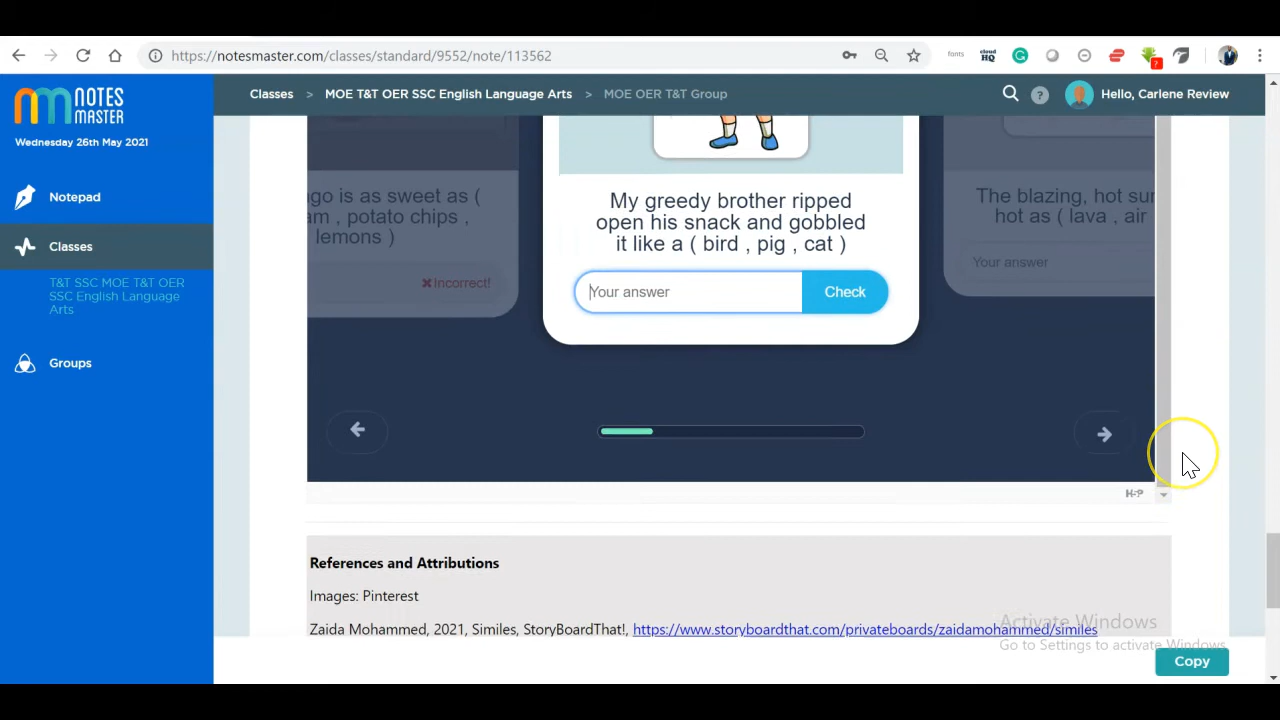 https://notesmaster.com/classes/standard/9552/note/113562
fonts
cloud
HQ
?
NOTES
MASTER
Wednesday 26th May 2021
Classes > MOE T&T OER SSC English Language Arts > MOE OER T&T Group
? Hello, Carlene Review
Notepad
Classes
T&T SSC MOE T&T OER
SSC English Language
Arts
Groups
ngo is as sweet as (
am , potato chips ,
lemons )
✖Incorrect!
My greedy brother ripped
open his snack and gobbled
it like a ( bird , pig , cat )
Your answer
Check
The blazing, hot sun
hot as ( lava , air
Your answer
H-P
References and Attributions
Images: Pinterest
Zaida Mohammed, 2021, Similes, StoryBoardThat!, https://www.storyboardthat.com/privateboards/zaidamohammed/similes
Activate Windows
Go to Settings to activate Windows.
Copy